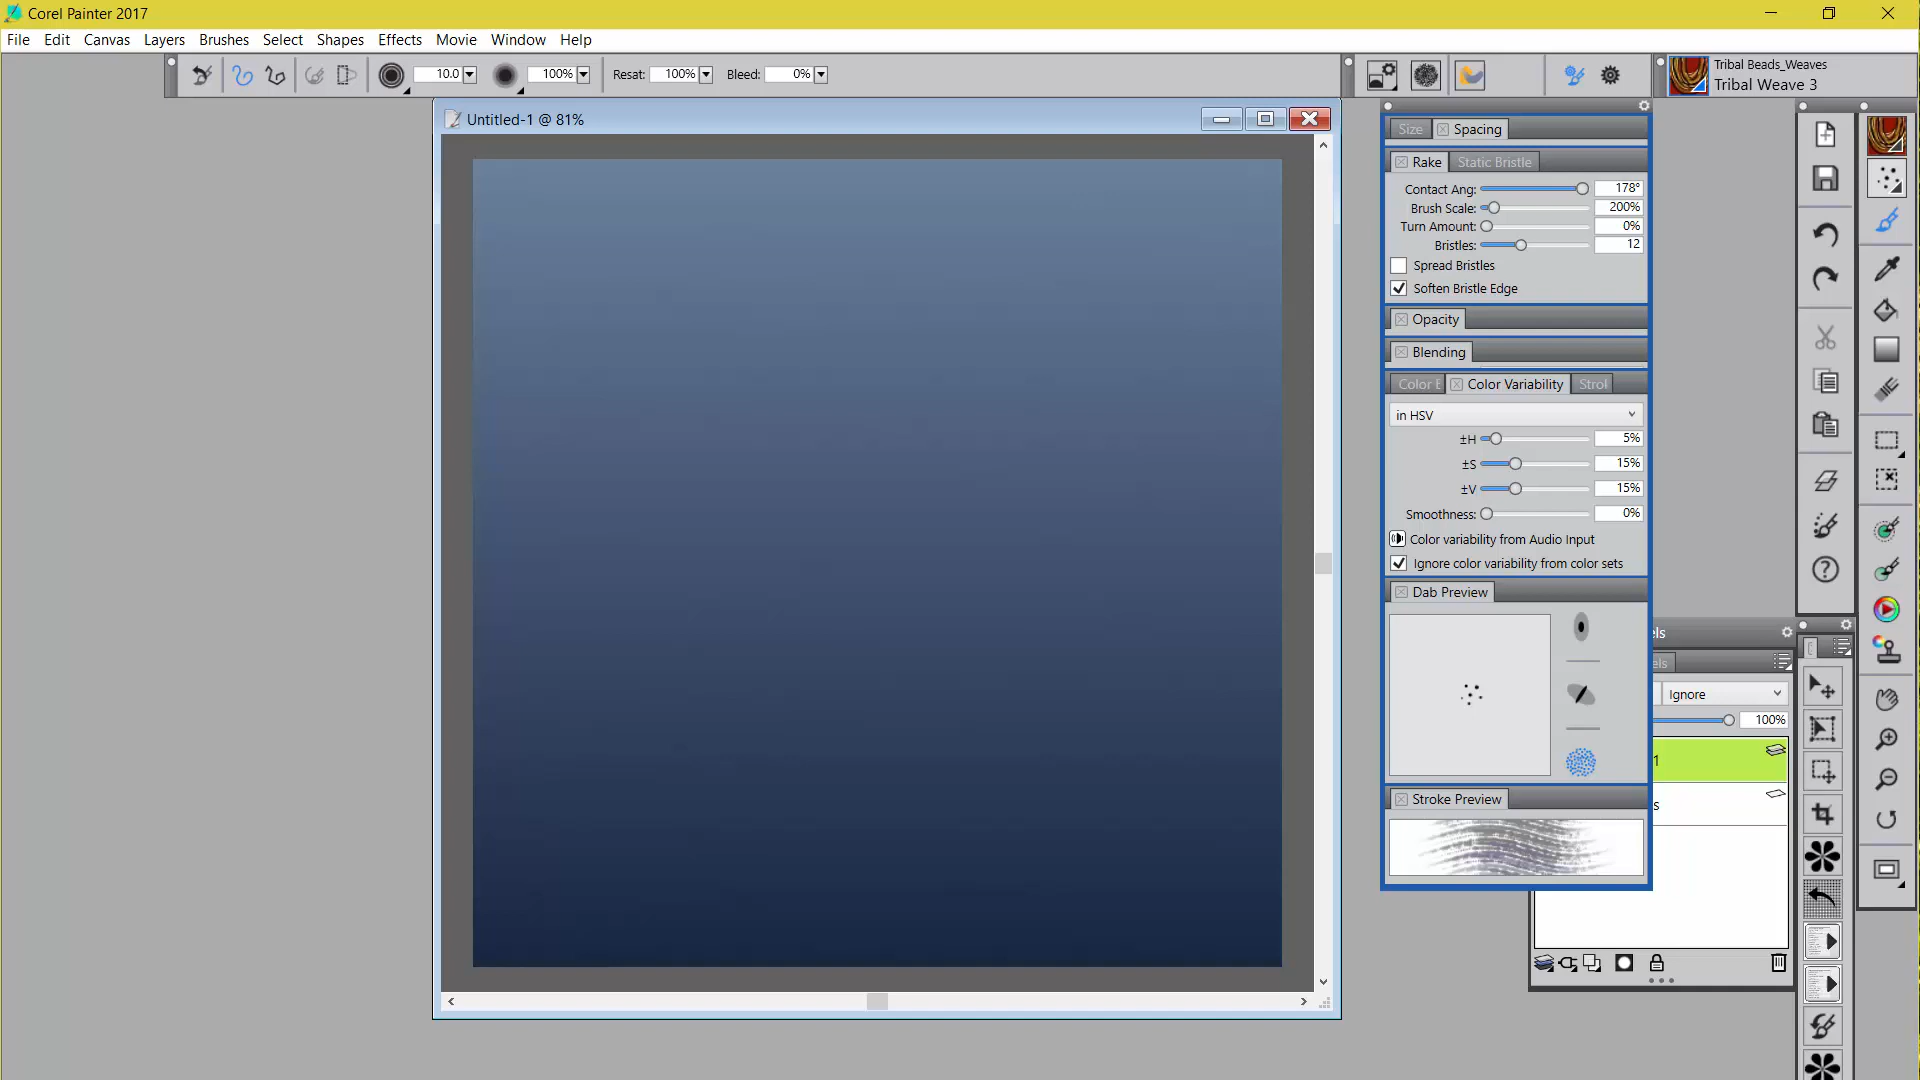 Corel Painter 2017
File Edit Canvas Layers Brushes Select Shapes Effects Movie Window Help
10.0 100% Resat: 100% Bleed: 0%
Tribal Beads_Weaves
Tribal Weave 3
Untitled-1 @ 81%
Size Spacing
Rake Static Bristle
Contact Ang: 178°
Brush Scale: 200%
Turn Amount: 0%
Bristles: 12
Spread Bristles
Soften Bristle Edge
Opacity
Blending
Color E Color Variability Strol
in HSV
±H 5%
±S 15%
±V 15%
Smoothness: 0%
Color variability from Audio Input
Ignore color variability from color sets
Dab Preview
els
els
Ignore
100%
1
s
Stroke Preview